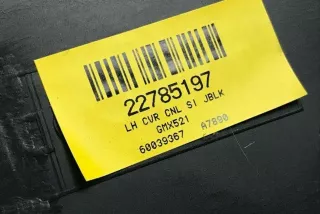 22785197
LH CVR CNL SI JBLK
GMX521
60039367 A7890